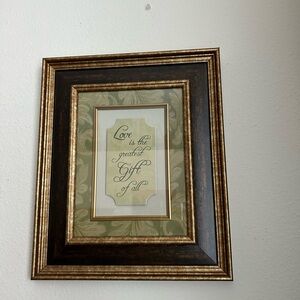 Love
is the
greatest
Gift
of all